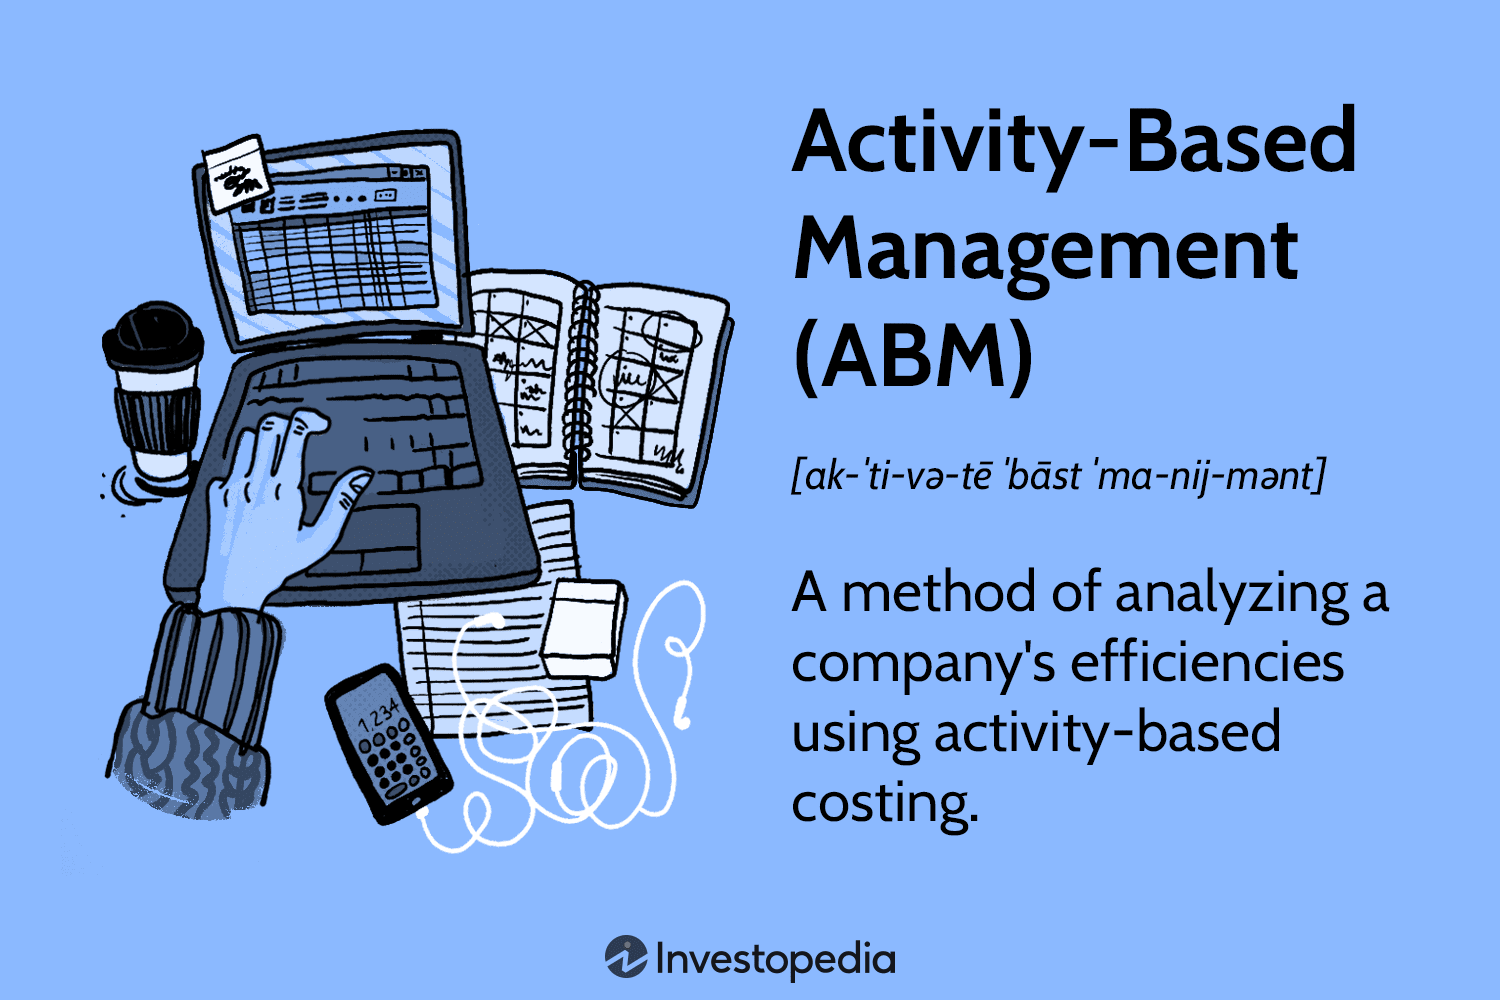 Activity-Based
Management
(ABM)
[ak-ˈti-və-tē ˈbāst ˈma-nij-mənt]
A method of analyzing a
company's efficiencies
using activity-based
costing.
1234
Investopedia